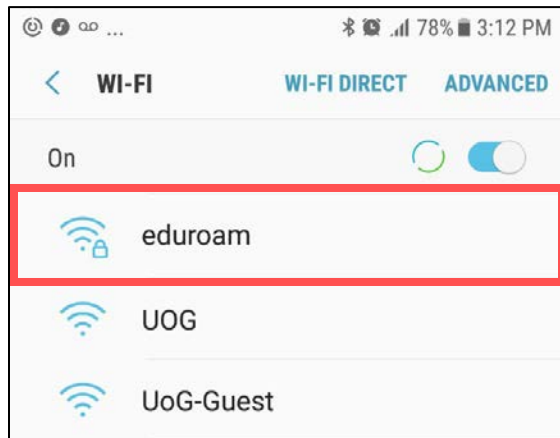 ... 78% 3:12 PM
WI-FI WI-FI DIRECT ADVANCED
On
eduroam
UOG
UoG-Guest